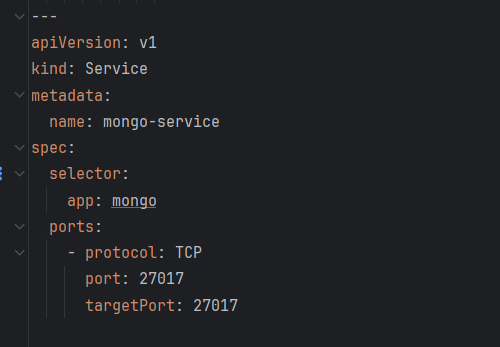 ---
apiVersion: v1
kind: Service
metadata:
  name: mongo-service
spec:
  selector:
    app: mongo
  ports:
    - protocol: TCP
      port: 27017
      targetPort: 27017